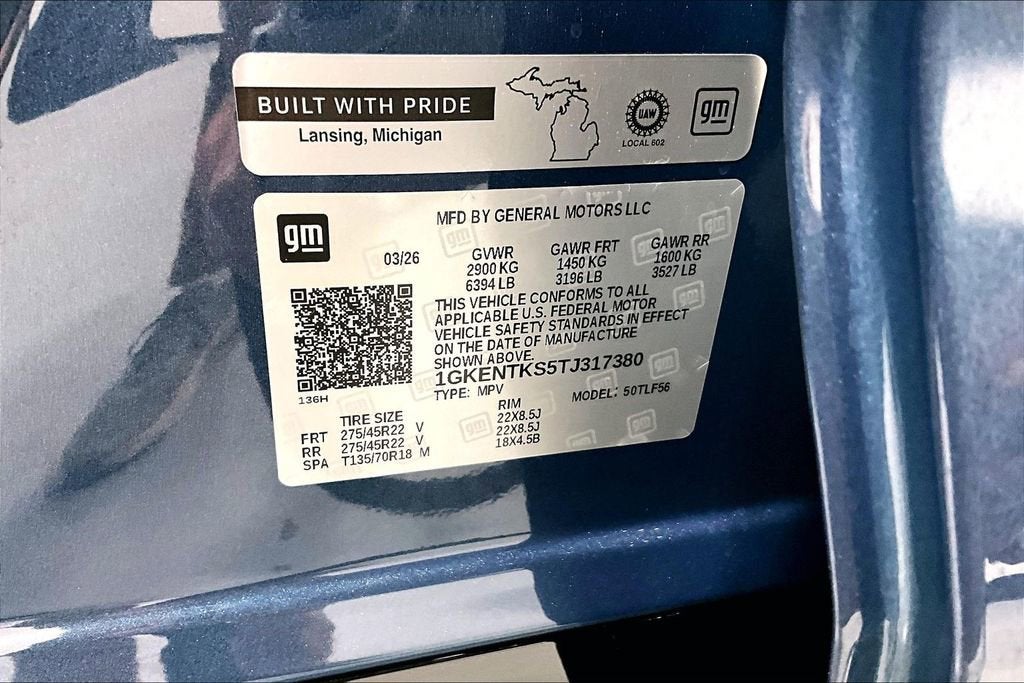 BUILT WITH PRIDE
Lansing, Michigan
UAW
LOCAL 602
gm
gm
MFD BY GENERAL MOTORS LLC
03/26
GVWR
2900 KG
6394 LB
GAWR FRT
1450 KG
3196 LB
GAWR RR
1600 KG
3527 LB
THIS VEHICLE CONFORMS TO ALL
APPLICABLE U.S. FEDERAL MOTOR
VEHICLE SAFETY STANDARDS IN EFFECT
ON THE DATE OF MANUFACTURE
SHOWN ABOVE.
1GKENTKS5TJ317380
TYPE: MPV MODEL: 50TLF56
136H
TIRE SIZE RIM
FRT 275/45R22 V 22X8.5J
RR 275/45R22 V 22X8.5J
SPA T135/70R18 M 18X4.5B